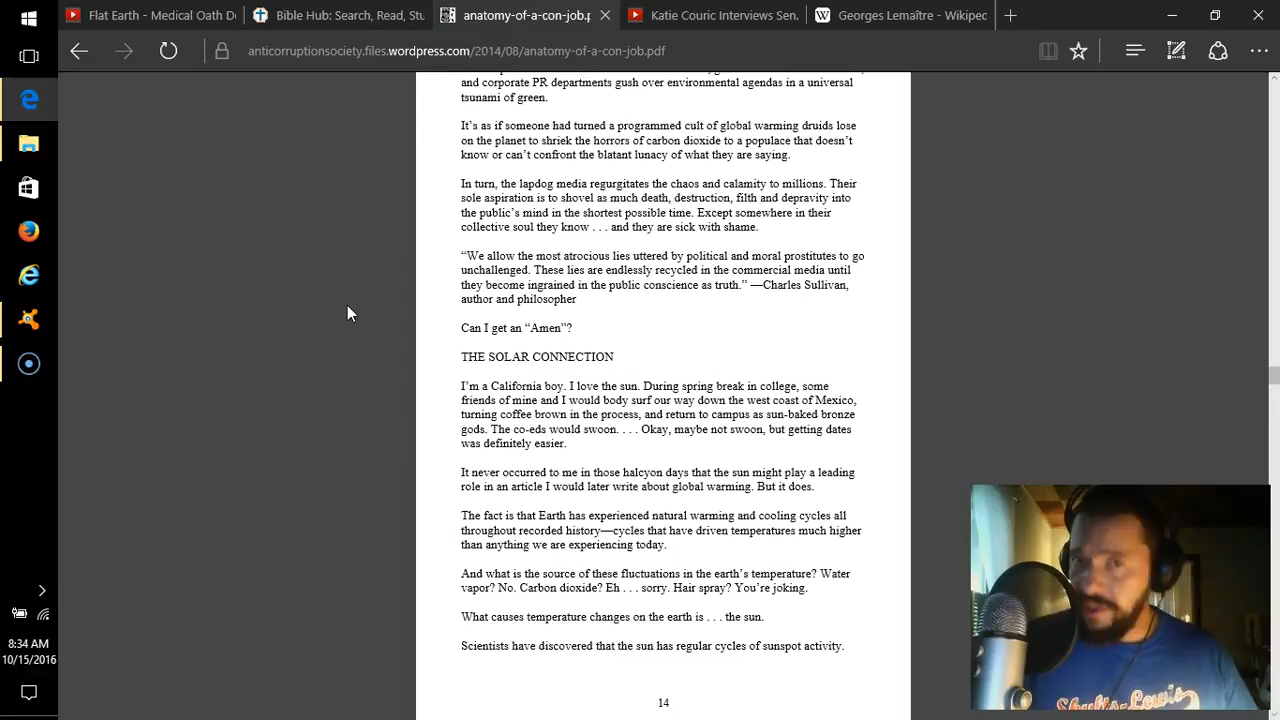 Flat Earth - Medical Oath D
Bible Hub: Search, Read, Stu
anatomy-of-a-con-job.p
Katie Couric Interviews Sen.
Georges Lemaître - Wikipec
anticorruptionsociety.files.wordpress.com/2014/08/anatomy-of-a-con-job.pdf
and corporate PR departments gush over environmental agendas in a universal
tsunami of green.
It's as if someone had turned a programmed cult of global warming druids lose
on the planet to shriek the horrors of carbon dioxide to a populace that doesn't
know or can't confront the blatant lunacy of what they are saying.
In turn, the lapdog media regurgitates the chaos and calamity to millions. Their
sole aspiration is to shovel as much death, destruction, filth and depravity into
the public's mind in the shortest possible time. Except somewhere in their
collective soul they know . . . and they are sick with shame.
“We allow the most atrocious lies uttered by political and moral prostitutes to go
unchallenged. These lies are endlessly recycled in the commercial media until
they become ingrained in the public conscience as truth.” —Charles Sullivan,
author and philosopher
Can I get an “Amen”?
THE SOLAR CONNECTION
I'm a California boy. I love the sun. During spring break in college, some
friends of mine and I would body surf our way down the west coast of Mexico,
turning coffee brown in the process, and return to campus as sun-baked bronze
gods. The co-eds would swoon. . . . Okay, maybe not swoon, but getting dates
was definitely easier.
It never occurred to me in those halcyon days that the sun might play a leading
role in an article I would later write about global warming. But it does.
The fact is that Earth has experienced natural warming and cooling cycles all
throughout recorded history—cycles that have driven temperatures much higher
than anything we are experiencing today.
And what is the source of these fluctuations in the earth's temperature? Water
vapor? No. Carbon dioxide? Eh . . . sorry. Hair spray? You're joking.
What causes temperature changes on the earth is . . . the sun.
Scientists have discovered that the sun has regular cycles of sunspot activity.
14
8:34 AM
10/15/2016
Shults-Lewis